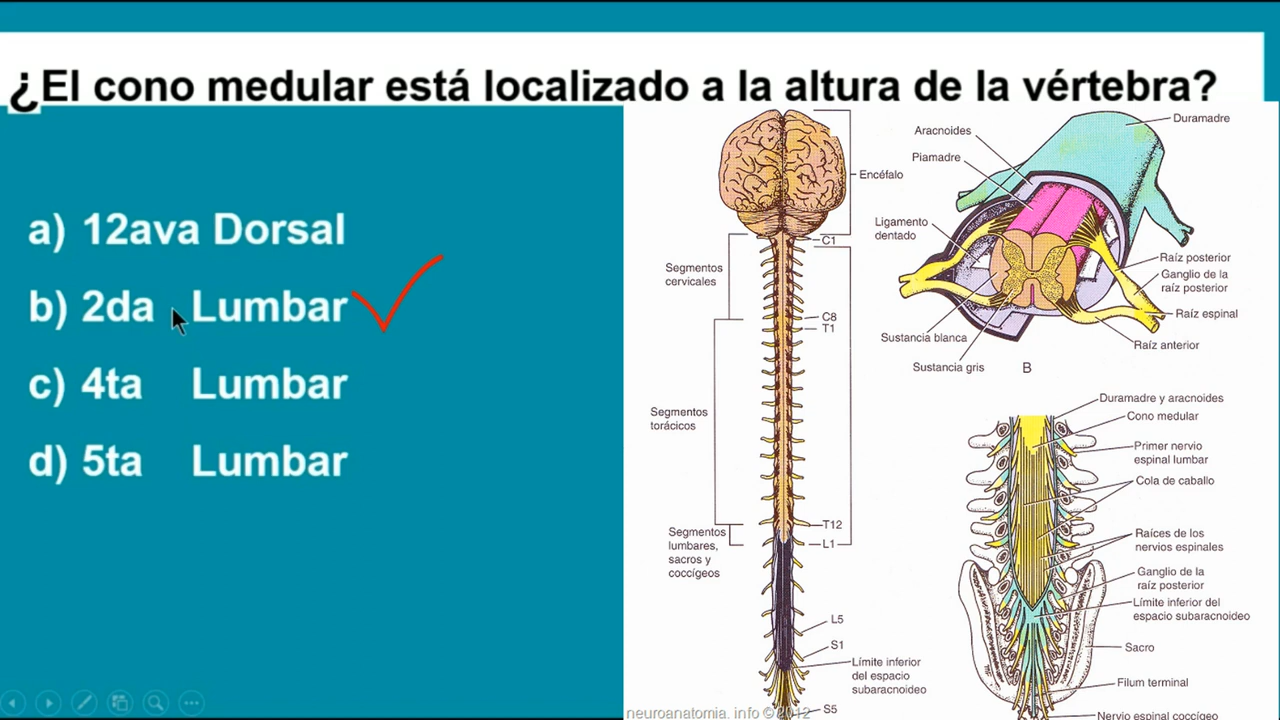 ¿El cono medular está localizado a la altura de la vértebra?
a) 12ava Dorsal
b) 2da Lumbar
c) 4ta Lumbar
d) 5ta Lumbar
Encéfalo
C1
Segmentos
cervicales
C8
T1
Segmentos
torácicos
T12
Segmentos
lumbares,
sacros y
coccígeos
L1
L5
S1
Límite inferior
del espacio
subaracnoideo
S5
Duramadre
Aracnoides
Piamadre
Ligamento
dentado
Raíz posterior
Ganglio de la
raíz posterior
Raíz espinal
Sustancia blanca
Raíz anterior
Sustancia gris
B
Duramadre y aracnoides
Cono medular
Primer nervio
espinal lumbar
Cola de caballo
Raíces de los
nervios espinales
Ganglio de la
raíz posterior
Límite inferior del
espacio subaracnoideo
Sacro
Filum terminal
Nervio espinal coccígeo
neuroanatomia. info © 2012